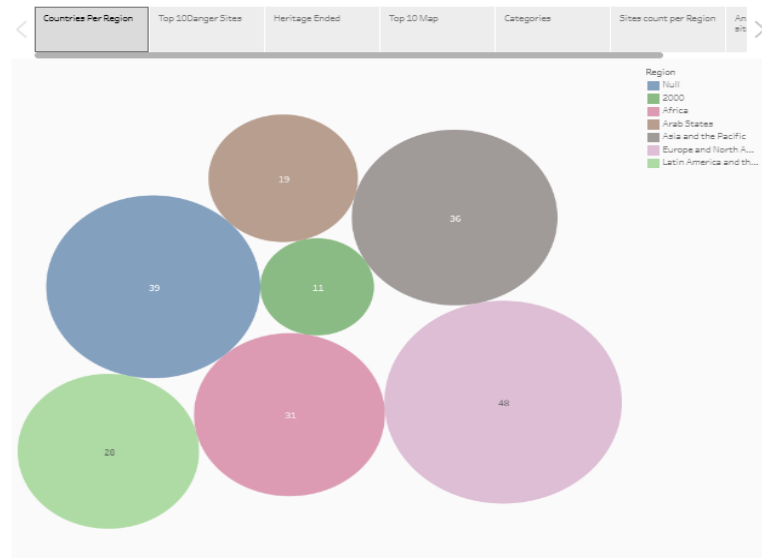 Countries Per Region
Top 10Danger Sites
Heritage Ended
Top 10 Map
Categories
Sites count per Region
An
sit
Region
Null
2000
Africa
Arab States
Asia and the Pacific
Europe and North A...
Latin America and th...
19
36
39
11
31
48
28